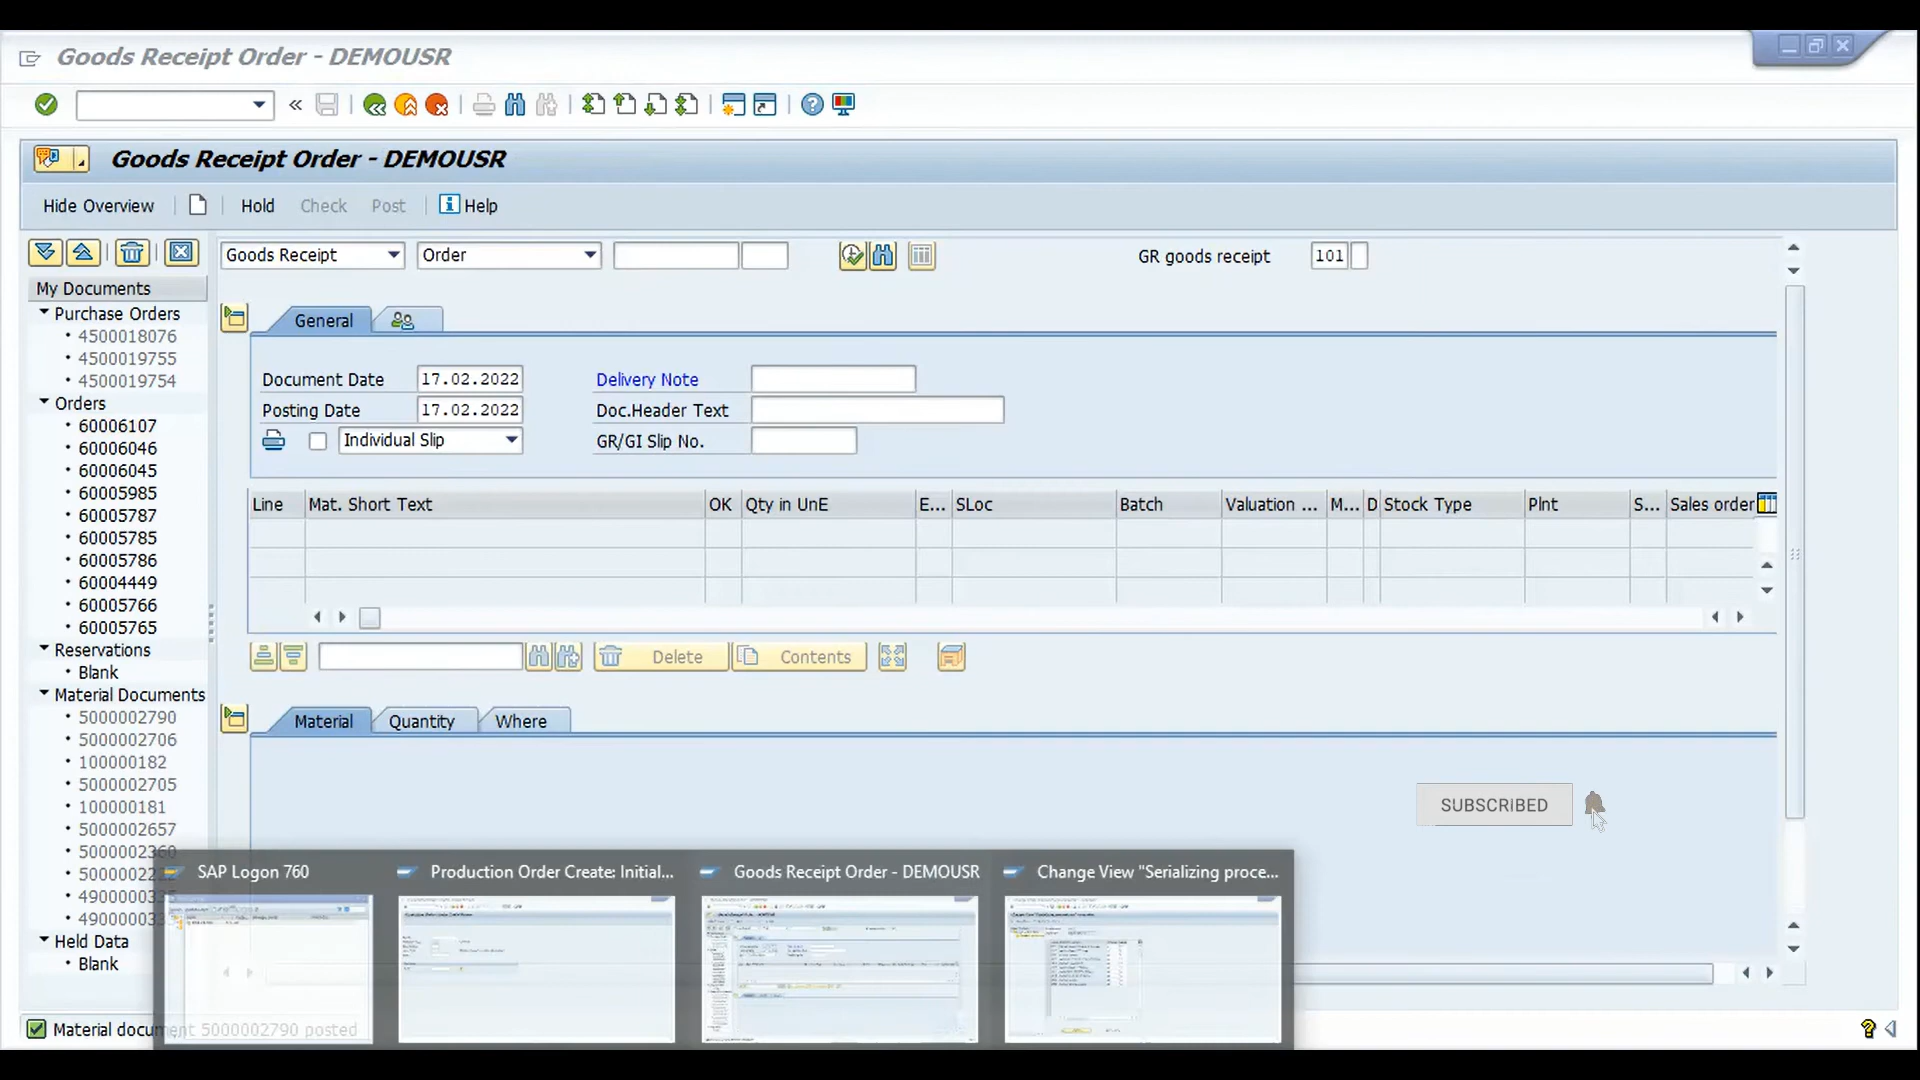 Goods Receipt Order - DEMOUSR
Goods Receipt Order - DEMOUSR
Hide Overview Hold Check Post Help
Goods Receipt Order GR goods receipt 101
My Documents
Purchase Orders
4500018076
4500019755
4500019754
Orders
60006107
60006046
60006045
60005985
60005787
60005785
60005786
60004449
60005766
60005765
Reservations
Blank
Material Documents
5000002790
5000002706
100000182
5000002705
100000181
5000002657
5000002360
Held Data
Blank
General
Document Date 17.02.2022 Delivery Note
Posting Date 17.02.2022 Doc.Header Text
Individual Slip GR/GI Slip No.
Line Mat. Short Text OK Qty in UnE E... SLoc Batch Valuation ... M... D Stock Type Plnt S... Sales order
Delete Contents
Material Quantity Where
SUBSCRIBED
SAP Logon 760 Production Order Create: Initial... Goods Receipt Order - DEMOUSR Change View "Serializing proce...
Material document 5000002790 posted